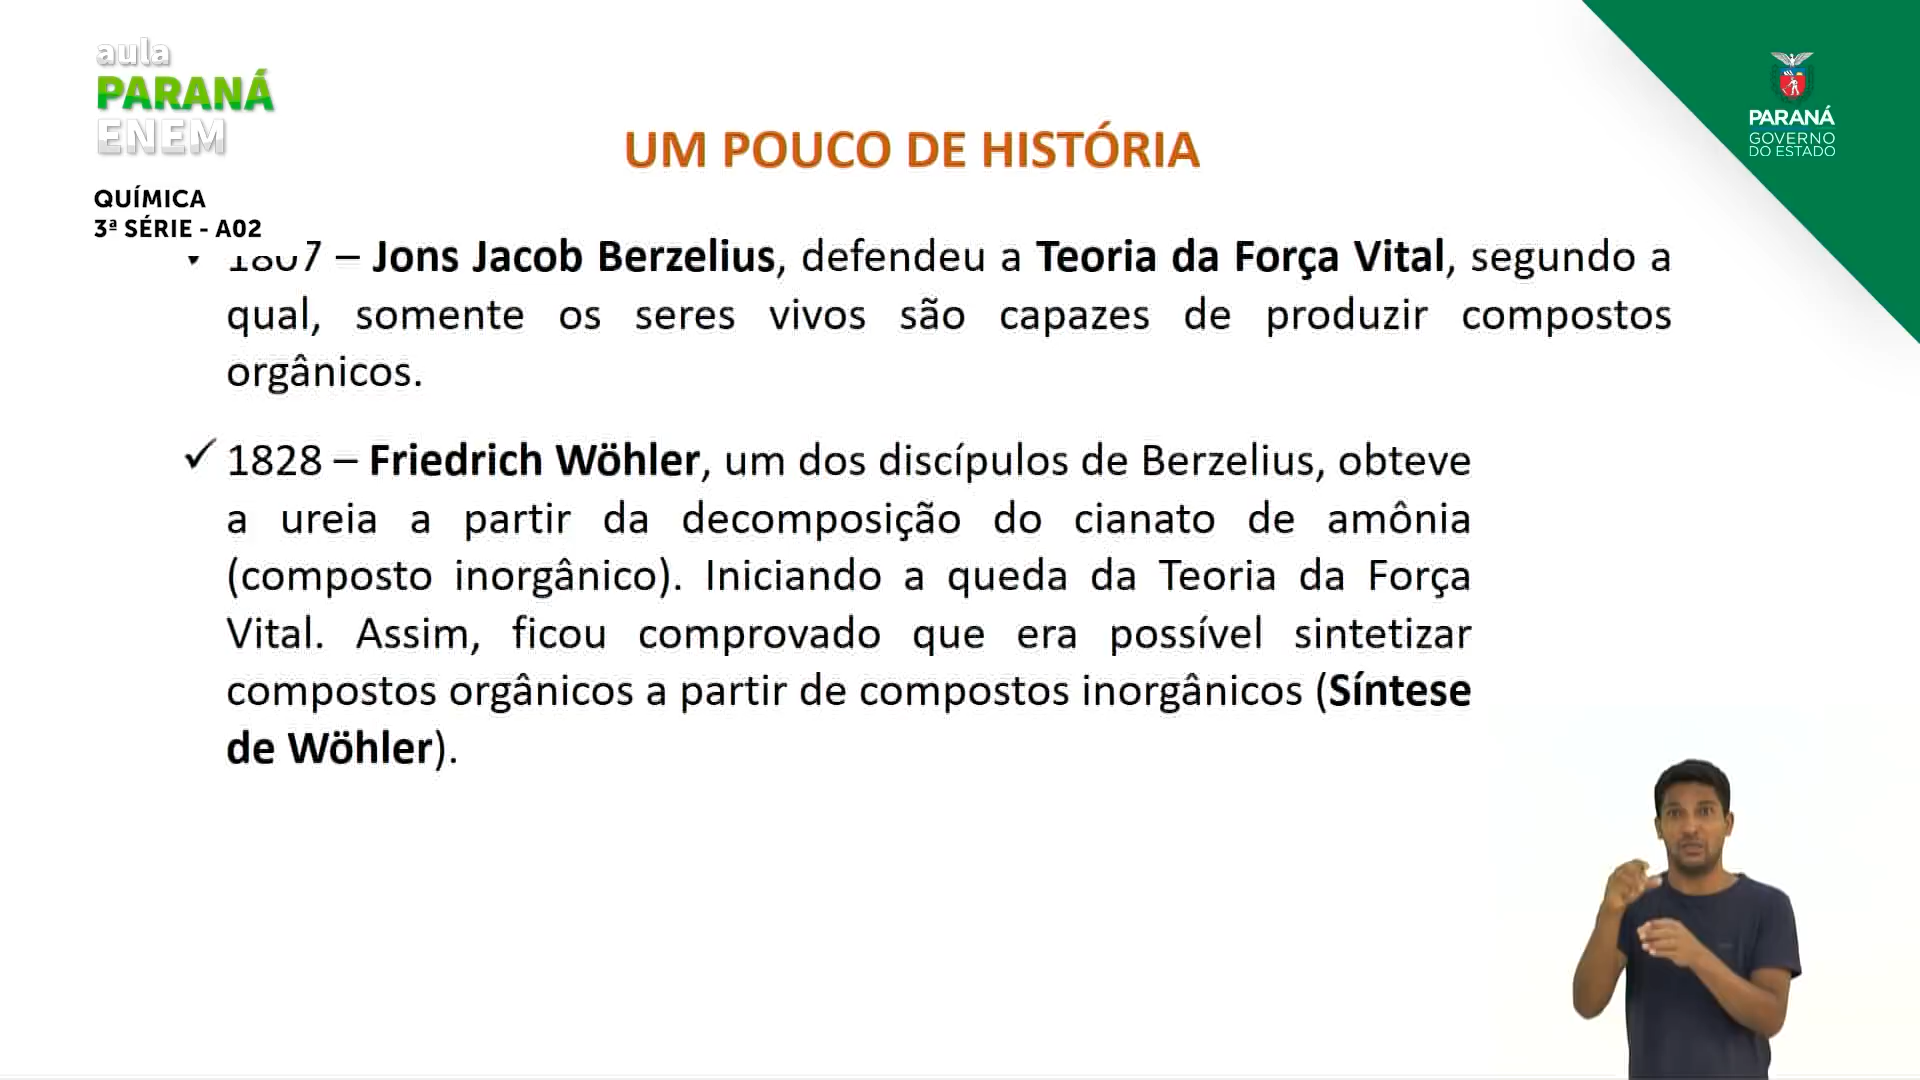 aula
PARANÁ
ENEM
PARANÁ
GOVERNO
DO ESTADO
UM POUCO DE HISTÓRIA
QUÍMICA
3ª SÉRIE - A02
1807 – Jons Jacob Berzelius, defendeu a Teoria da Força Vital, segundo a
qual, somente os seres vivos são capazes de produzir compostos
orgânicos.
✓ 1828 – Friedrich Wöhler, um dos discípulos de Berzelius, obteve
a ureia a partir da decomposição do cianato de amônia
(composto inorgânico). Iniciando a queda da Teoria da Força
Vital. Assim, ficou comprovado que era possível sintetizar
compostos orgânicos a partir de compostos inorgânicos (Síntese
de Wöhler).